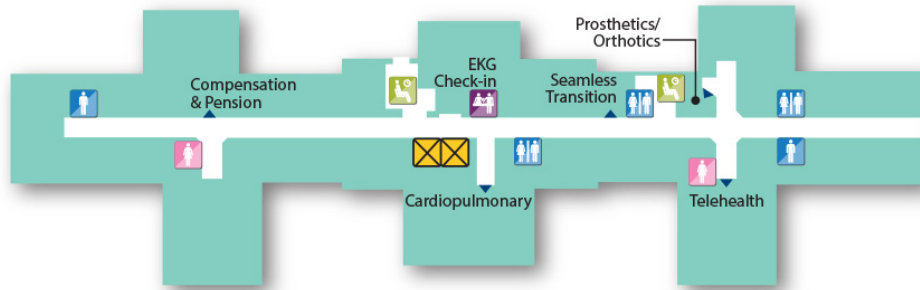 Prosthetics/
Orthotics
EKG
Check-in
Compensation
& Pension
Seamless
Transition
Cardiopulmonary
Telehealth